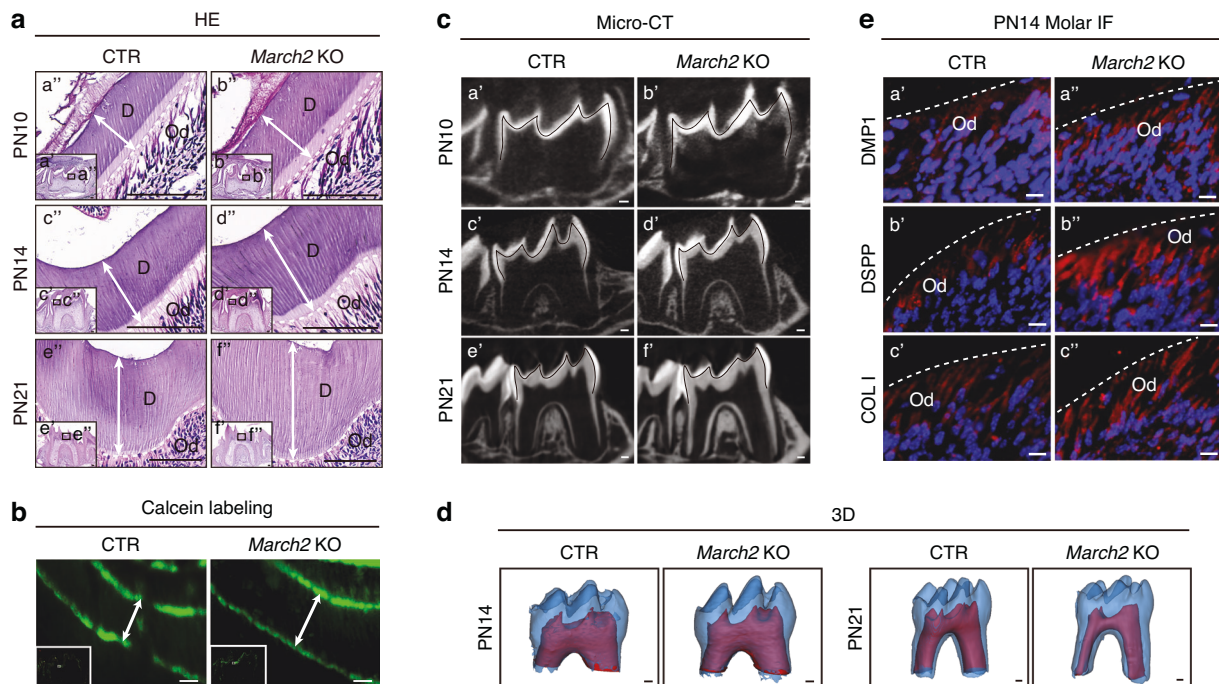 a
HE
CTR
March2 KO
PN10
a''
D
Od
a'
a''
b''
D
Od
b'
b''
PN14
c''
D
Od
c'
c''
d''
D
Od
d'
d''
PN21
e''
D
Od
e'
e''
f''
D
Od
f'
f''
b
Calcein labeling
CTR
March2 KO
c
Micro-CT
CTR
March2 KO
PN10
a'
b'
PN14
c'
d'
PN21
e'
f'
d
3D
CTR
March2 KO
CTR
March2 KO
PN14
PN21
e
PN14 Molar IF
CTR
March2 KO
DMP1
a'
Od
a''
Od
DSPP
b'
Od
b''
Od
COL I
c'
Od
c''
Od